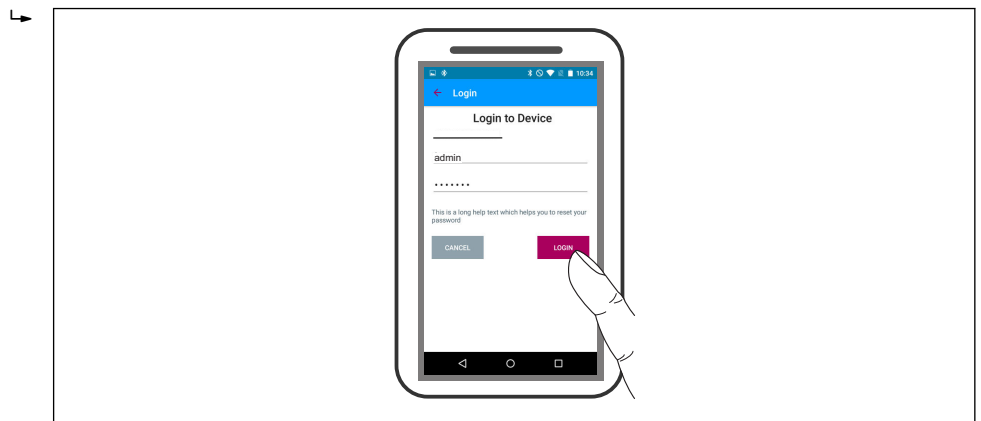 10:34
Login
Login to Device
admin
.......
This is a long help text which helps you to reset your
password
CANCEL LOGIN